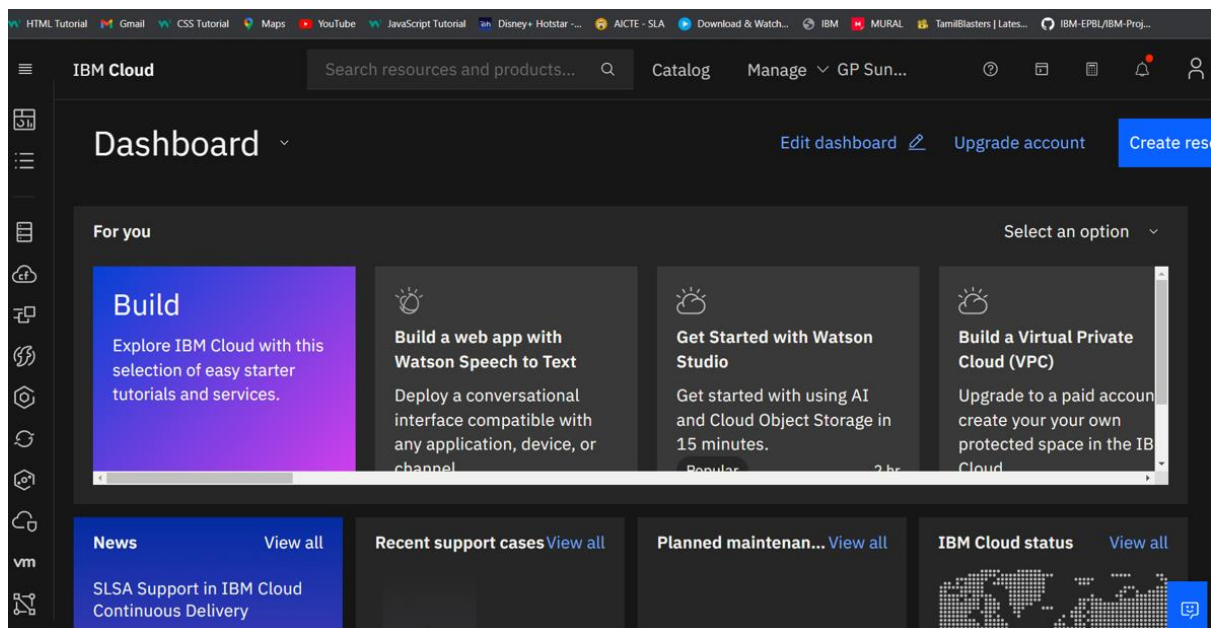 HTML Tutorial Gmail CSS Tutorial Maps YouTube JavaScript Tutorial Disney+ Hotstar -... AICTE - SLA Download & Watch... IBM MURAL TamilBlasters | Lates... IBM-EPBL/IBM-Proj...
IBM Cloud Search resources and products... Catalog Manage GP Sun...
Dashboard Edit dashboard Upgrade account Create res
For you Select an option
Build
Explore IBM Cloud with this
selection of easy starter
tutorials and services.
Build a web app with
Watson Speech to Text
Deploy a conversational
interface compatible with
any application, device, or
channel
Get Started with Watson
Studio
Get started with using AI
and Cloud Object Storage in
15 minutes.
Popular 2 hr
Build a Virtual Private
Cloud (VPC)
Upgrade to a paid accoun
create your your own
protected space in the IB
Cloud
vm
News View all
SLSA Support in IBM Cloud
Continuous Delivery
Recent support cases View all
Planned maintenan... View all
IBM Cloud status View all